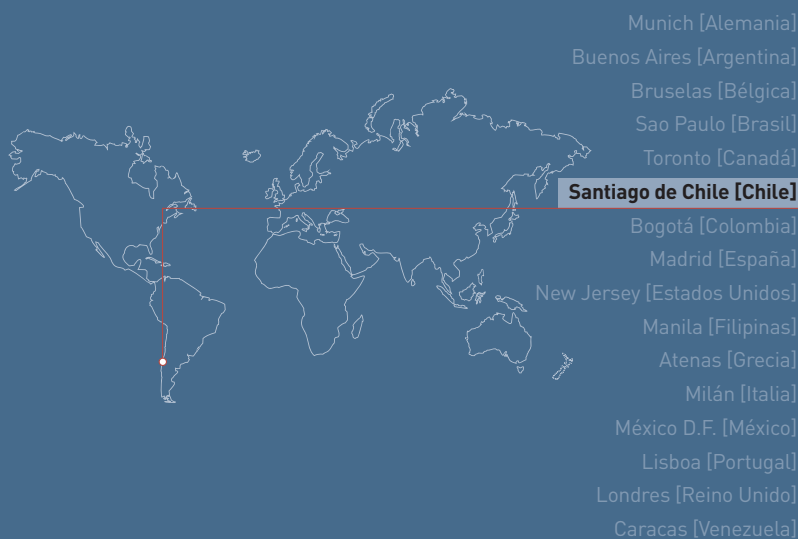 Munich [Alemania]
Buenos Aires [Argentina]
Bruselas [Bélgica]
Sao Paulo [Brasil]
Toronto [Canadá]
Santiago de Chile [Chile]
Bogotá [Colombia]
Madrid [España]
New Jersey [Estados Unidos]
Manila [Filipinas]
Atenas [Grecia]
Milán [Italia]
México D.F. [México]
Lisboa [Portugal]
Londres [Reino Unido]
Caracas [Venezuela]